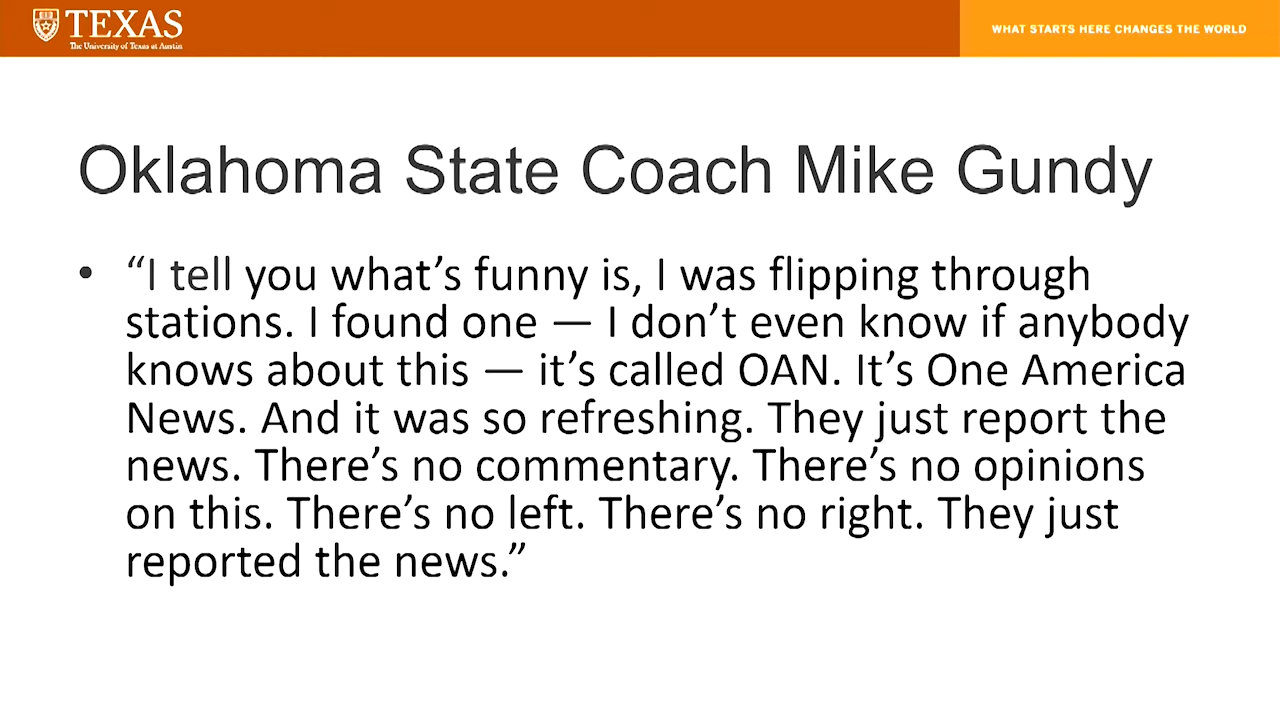 TEXAS
The University of Texas at Austin
WHAT STARTS HERE CHANGES THE WORLD
Oklahoma State Coach Mike Gundy
• “I tell you what’s funny is, I was flipping through
stations. I found one — I don’t even know if anybody
knows about this — it’s called OAN. It’s One America
News. And it was so refreshing. They just report the
news. There’s no commentary. There’s no opinions
on this. There’s no left. There’s no right. They just
reported the news.”